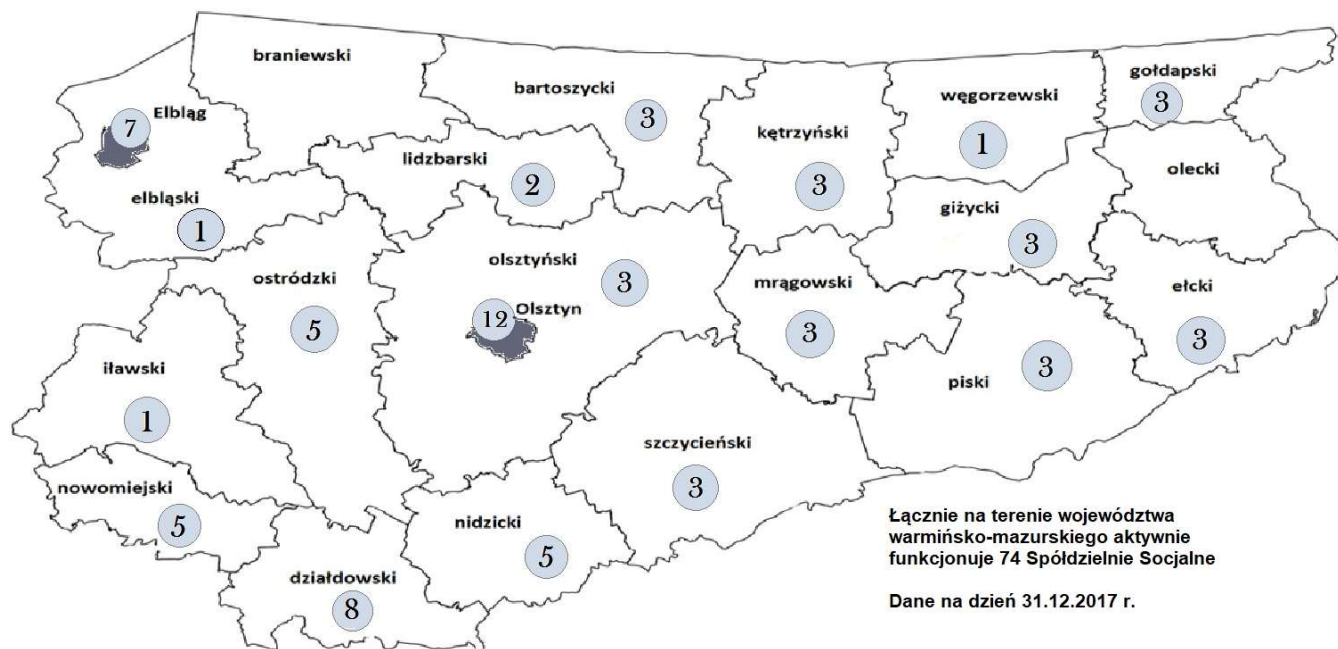 braniewski
gołdapski
bartoszycki
3
węgorzewski
3
Elbląg
7
kętrzyński
1
lidzbarski
2
3
olecki
elbląski
1
giżycki
3
ostródzki
olsztyński
3
mrągowski
ełcki
5
12
Olsztyn
3
3
iławski
piski
3
1
szczycieński
3
nowomiejski
5
nidzicki
5
działdowski
8
Łącznie na terenie województwa
warmińsko-mazurskiego aktywnie
funkcjonuje 74 Spółdzielnie Socjalne
Dane na dzień 31.12.2017 r.